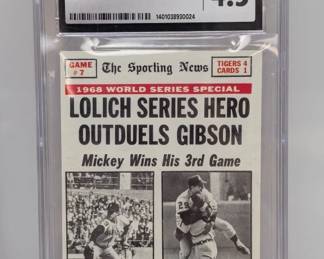 4.5
1401038930024
GAME # 7
The Sporting News
TIGERS 4 CARDS 1
1968 WORLD SERIES SPECIAL
LOLICH SERIES HERO
OUTDUELS GIBSON
Mickey Wins His 3rd Game
29